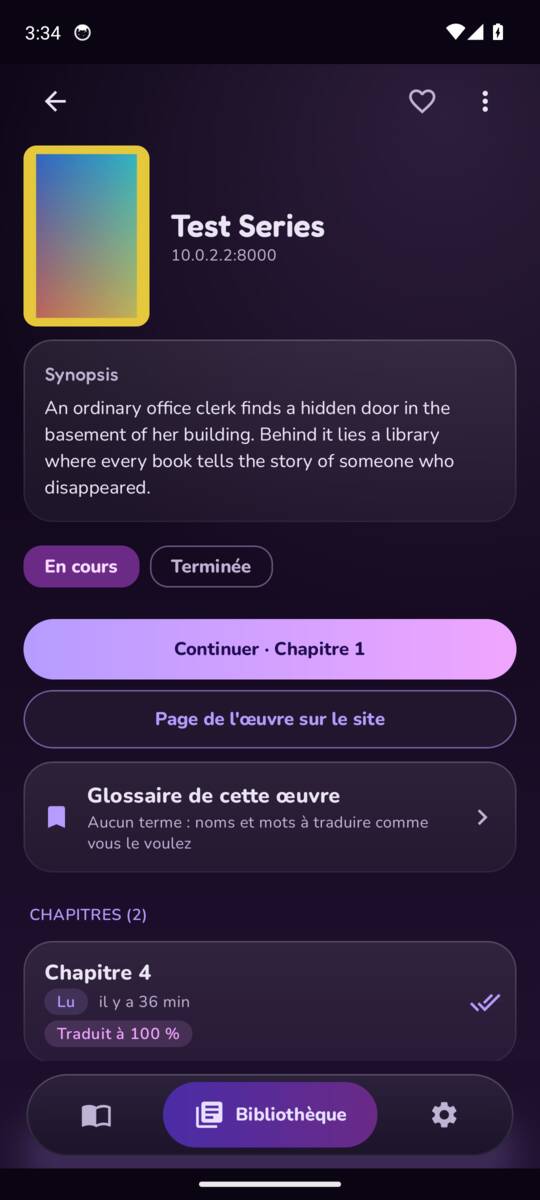 3:34
Test Series
10.0.2.2:8000
Synopsis
An ordinary office clerk finds a hidden door in the
basement of her building. Behind it lies a library
where every book tells the story of someone who
disappeared.
En cours
Terminée
Continuer · Chapitre 1
Page de l'œuvre sur le site
Glossaire de cette œuvre
Aucun terme : noms et mots à traduire comme
vous le voulez
CHAPITRES (2)
Chapitre 4
Lu il y a 36 min
Traduit à 100 %
Bibliothèque